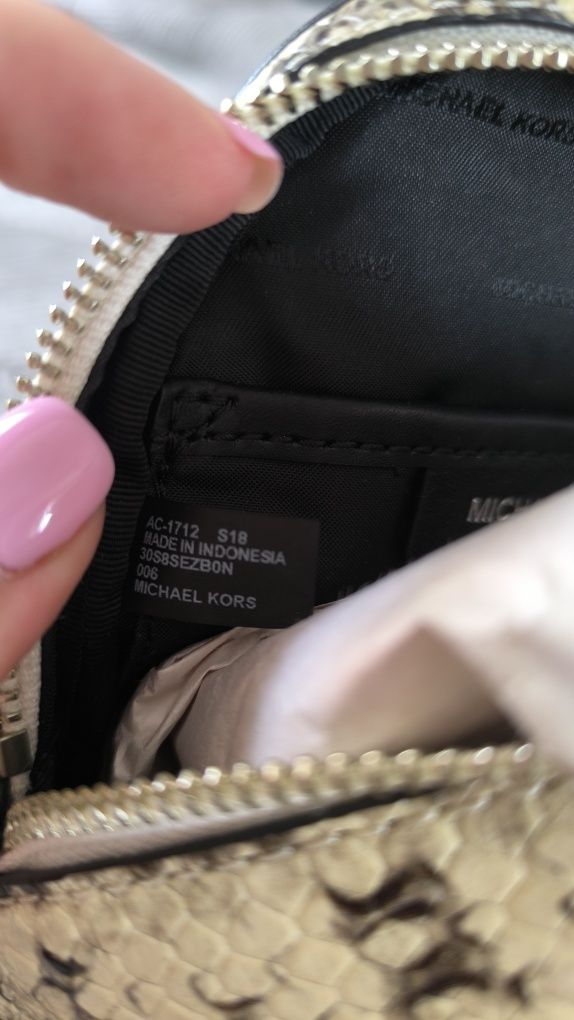 MICHAEL KORS
AC-1712 S18
MADE IN INDONESIA
30S8SEZB0N
006
MICHAEL KORS